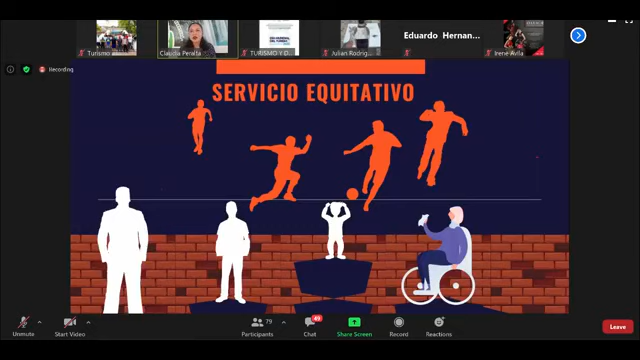 Turismo
Claudia Peralta
TURISMO Y D...
Julian Rodrig...
Eduardo Hernan...
Irene Avila
Recording
SERVICIO EQUITATIVO
Unmute
Start Video
79
Participants
49
Chat
Share Screen
Record
Reactions
Leave